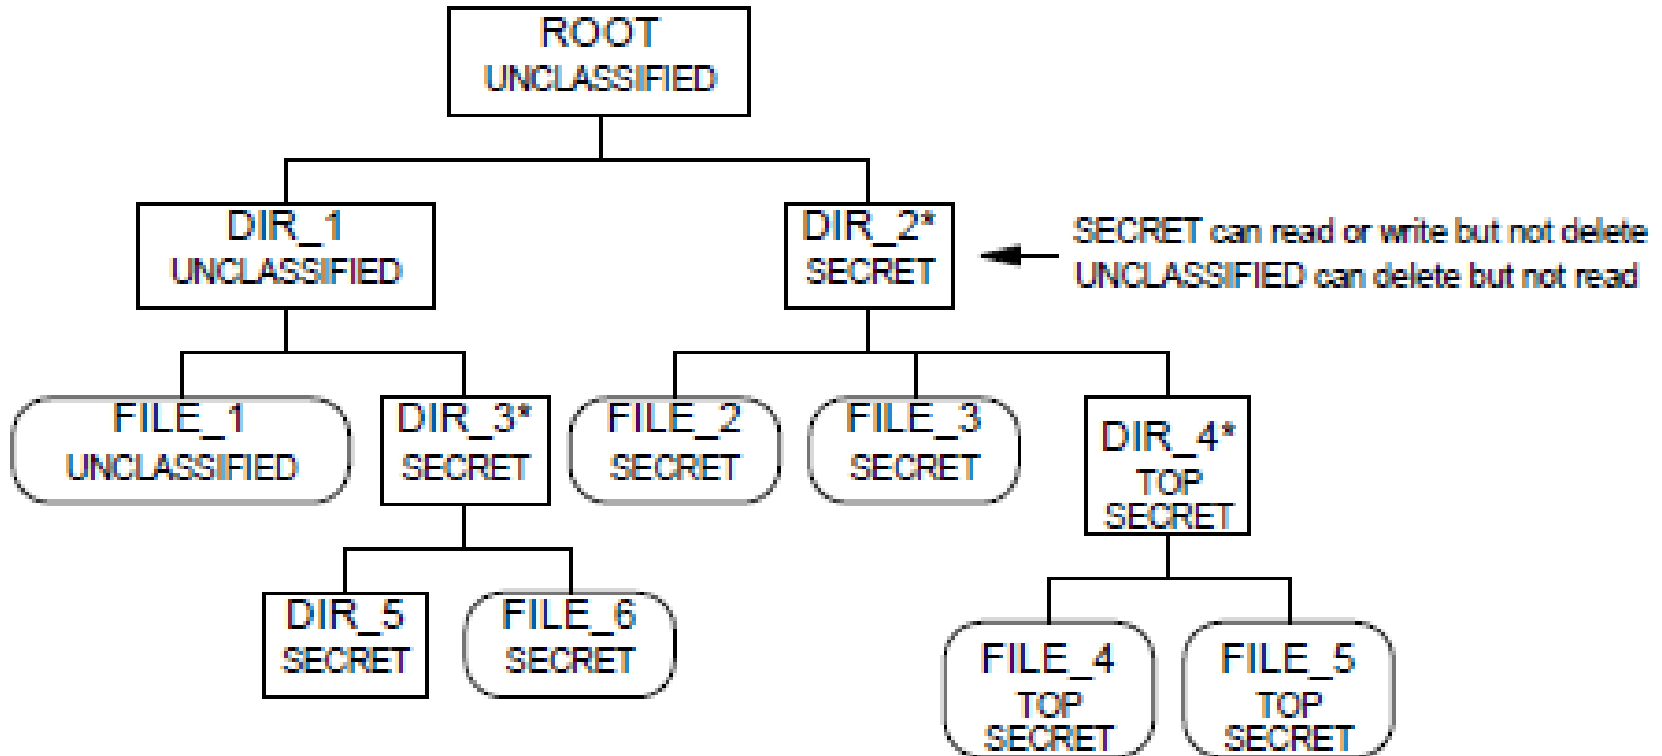 ROOT
UNCLASSIFIED
DIR_1
UNCLASSIFIED
DIR_2*
SECRET
SECRET can read or write but not delete
UNCLASSIFIED can delete but not read
FILE_1
UNCLASSIFIED
DIR_3*
SECRET
FILE_2
SECRET
FILE_3
SECRET
DIR_4*
TOP
SECRET
DIR_5
SECRET
FILE_6
SECRET
FILE_4
TOP
SECRET
FILE_5
TOP
SECRET